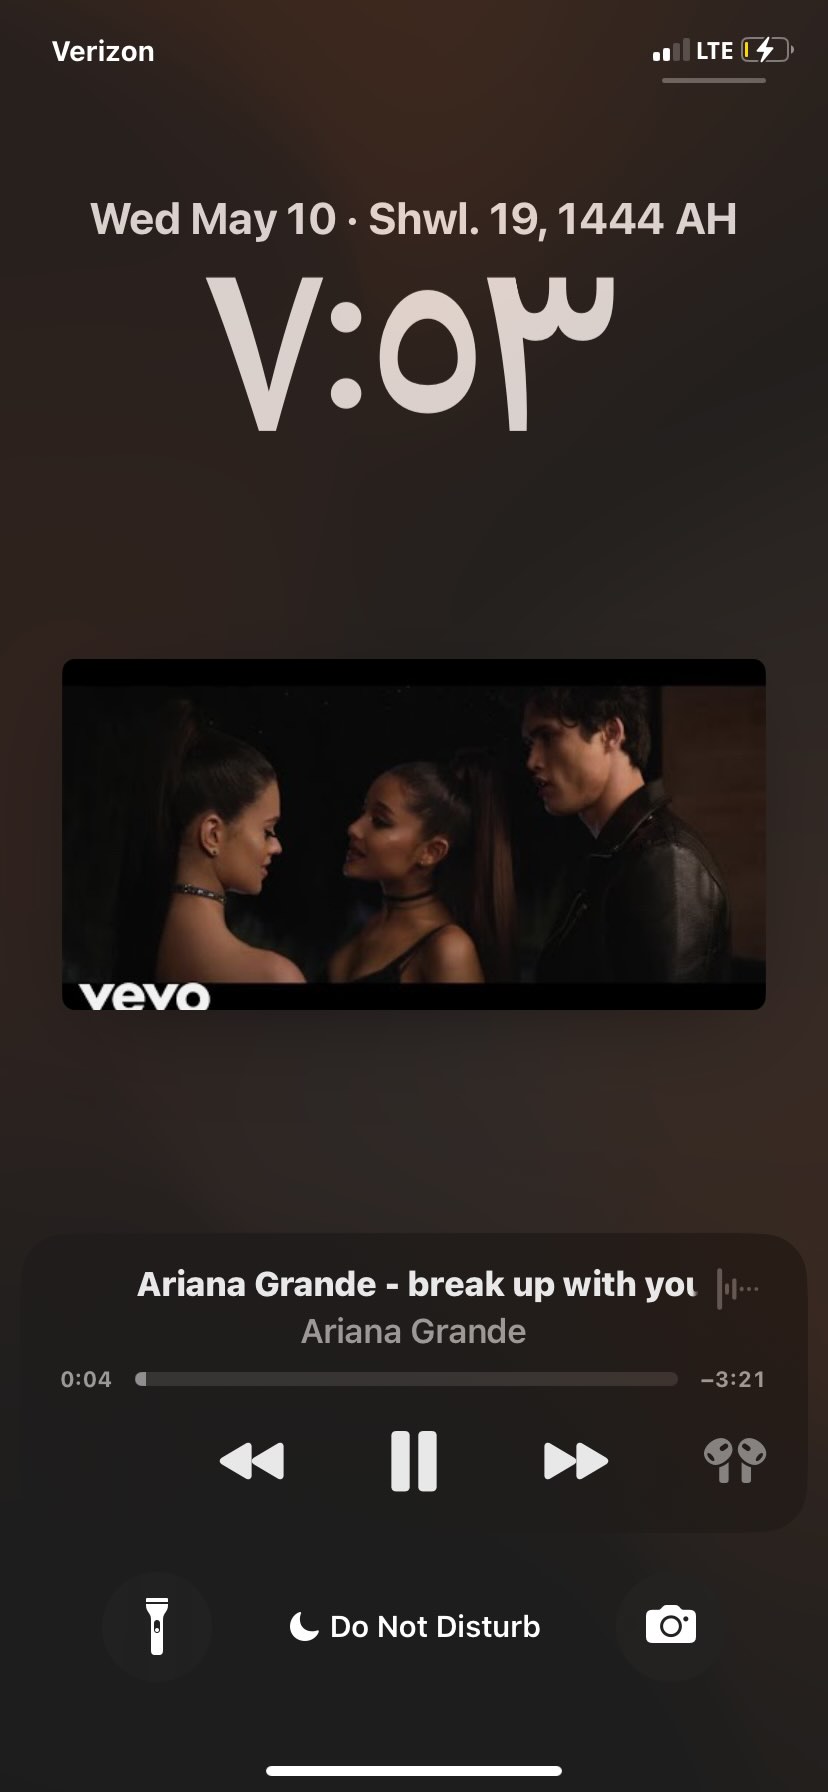 Verizon LTE
Wed May 10 · Shwl. 19, 1444 AH
٧:٥٣
vevo
Ariana Grande - break up with you
Ariana Grande
0:04 -3:21
Do Not Disturb